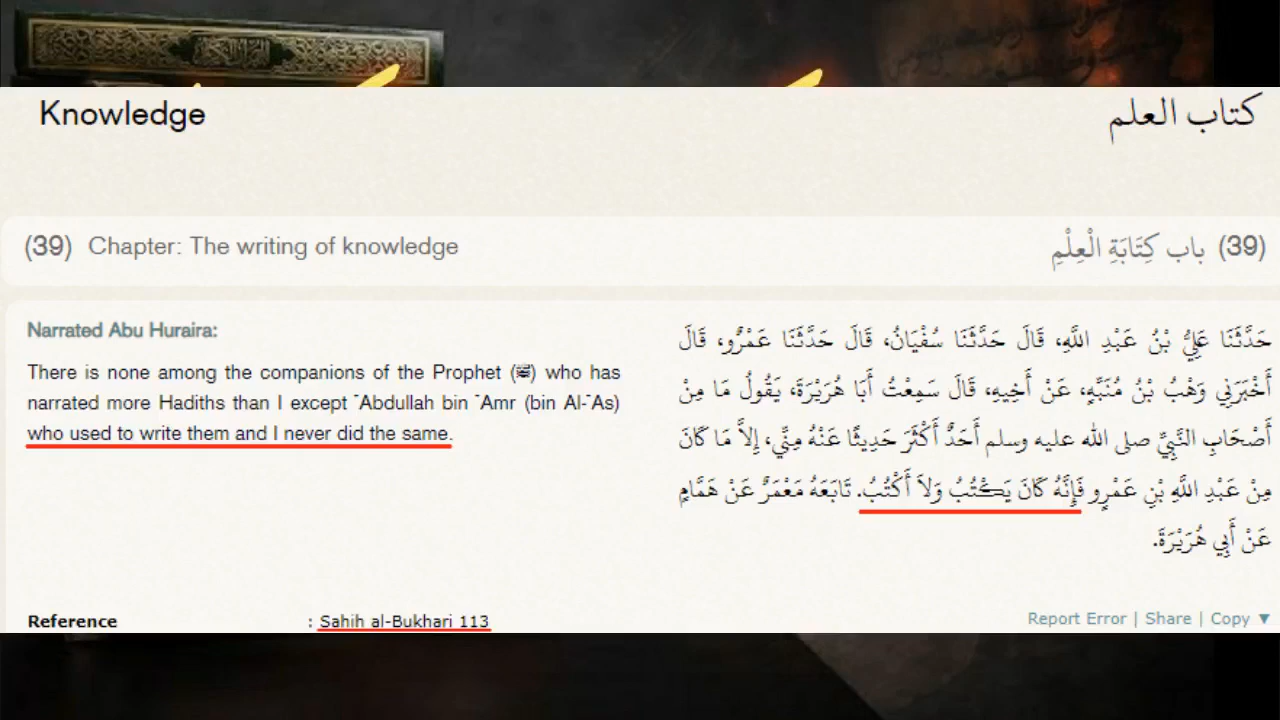 Knowledge
كتاب العلم
(39) Chapter: The writing of knowledge
(39) باب كِتَابَةِ الْعِلْمِ
Narrated Abu Huraira:
There is none among the companions of the Prophet (ﷺ) who has
narrated more Hadiths than I except `Abdullah bin `Amr (bin Al-`As)
who used to write them and I never did the same.
حَدَّثَنَا عَلِيُّ بْنُ عَبْدِ اللَّهِ، قَالَ حَدَّثَنَا سُفْيَانُ، قَالَ حَدَّثَنَا عَمْرٌو، قَالَ
أَخْبَرَنِي وَهْبُ بْنُ مُنَبِّهٍ، عَنْ أَخِيهِ، قَالَ سَمِعْتُ أَبَا هُرَيْرَةَ، يَقُولُ مَا مِنْ
أَصْحَابِ النَّبِيِّ صلى الله عليه وسلم أَحَدٌ أَكْثَرَ حَدِيثًا عَنْهُ مِنِّي، إِلاَّ مَا كَانَ
مِنْ عَبْدِ اللَّهِ بْنِ عَمْرٍو فَإِنَّهُ كَانَ يَكْتُبُ وَلاَ أَكْتُبُ. تَابَعَهُ مَعْمَرٌ عَنْ هَمَّامٍ
عَنْ أَبِي هُرَيْرَةَ.
Reference : Sahih al-Bukhari 113
Report Error | Share | Copy ▼